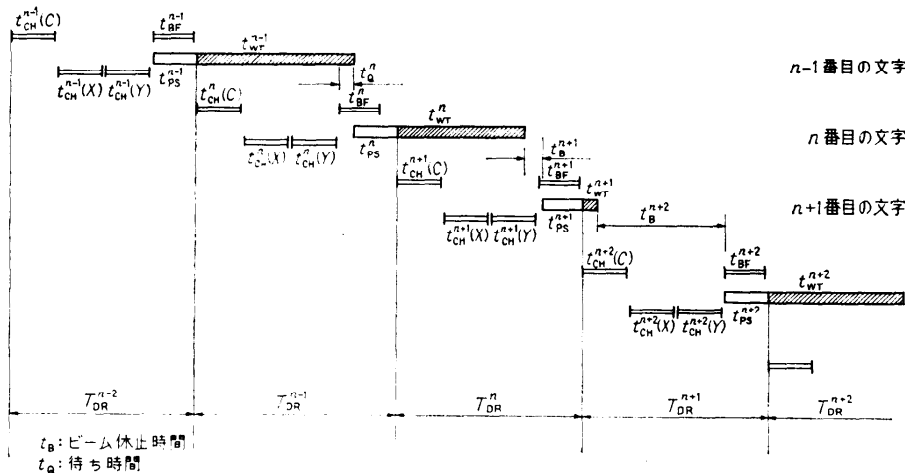 t_CH^{n-1}(C) t_BF^{n-1}
t_WT^{n-1} n-1番目の文字
t_CH^{n-1}(X) t_CH^{n-1}(Y) t_PS^{n-1} t_Q^n
t_CH^n(C) t_BF^n t_WT^n
n番目の文字
t_CH^n(X) t_CH^n(Y) t_PS^n t_B^{n+1}
t_CH^{n+1}(C) t_BF^{n+1} t_WT^{n+1}
t_B^{n+2} n+1番目の文字
t_CH^{n+1}(X) t_CH^{n+1}(Y) t_PS^{n+1}
t_CH^{n+2}(C) t_BF^{n+2} t_WT^{n+2}
t_CH^{n+2}(X) t_CH^{n+2}(Y) t_PS^{n+2}
T_DR^{n-2} T_DR^{n-1} T_DR^n T_DR^{n+1} T_DR^{n+2}
t_B:ビーム休止時間
t_Q:待ち時間